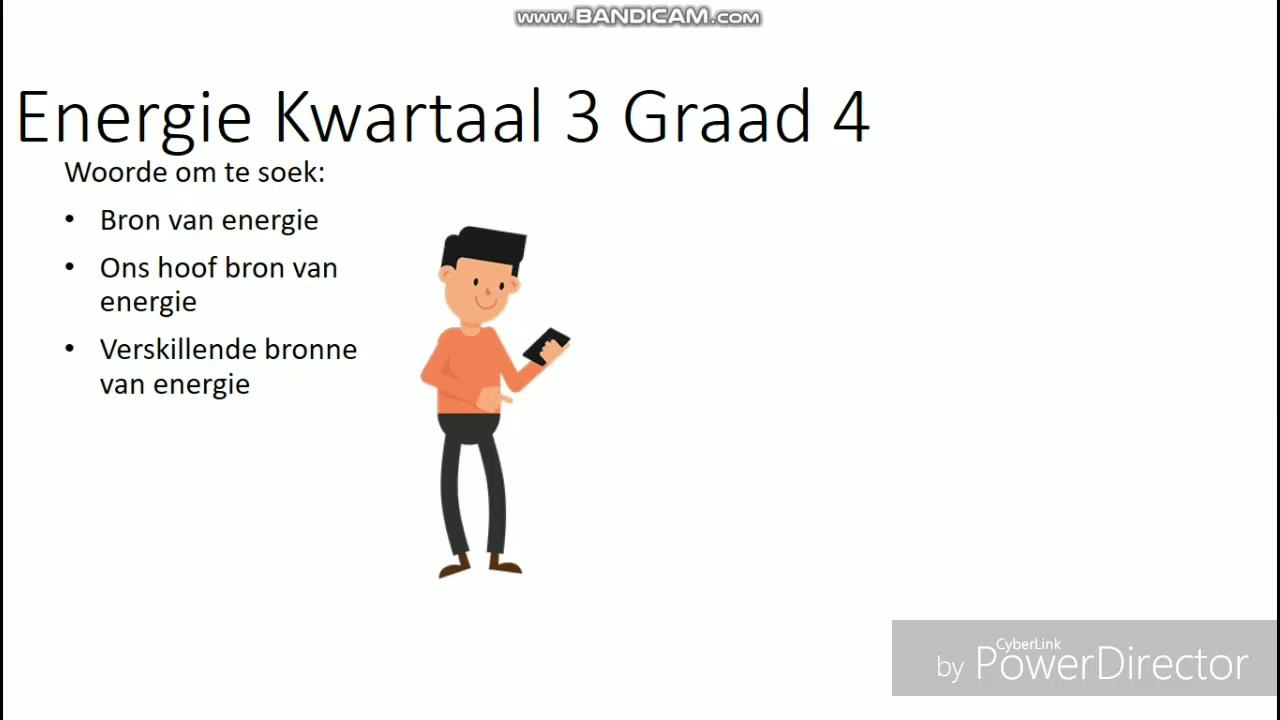 www.BANDICAM.com
Energie Kwartaal 3 Graad 4
Woorde om te soek:
• Bron van energie
• Ons hoof bron van
energie
• Verskillende bronne
van energie
CyberLink
by PowerDirector